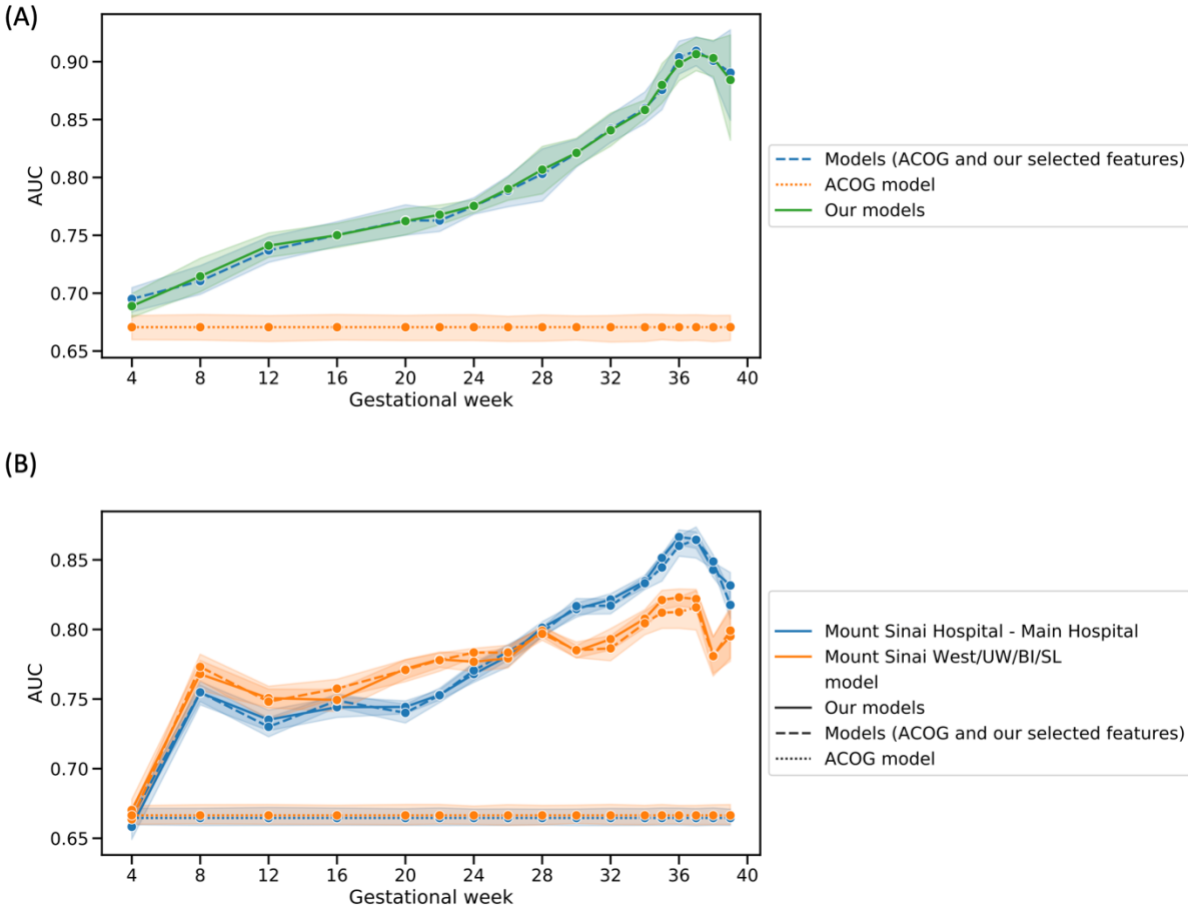 (A)
0.90
0.85
0.80
0.75
0.70
0.65
AUC
4 8 12 16 20 24 28 32 36 40
Gestational week
Models (ACOG and our selected features)
ACOG model
Our models
(B)
0.85
0.80
0.75
0.70
0.65
AUC
4 8 12 16 20 24 28 32 36 40
Gestational week
Mount Sinai Hospital - Main Hospital
Mount Sinai West/UW/BI/SL
model
Our models
Models (ACOG and our selected features)
ACOG model